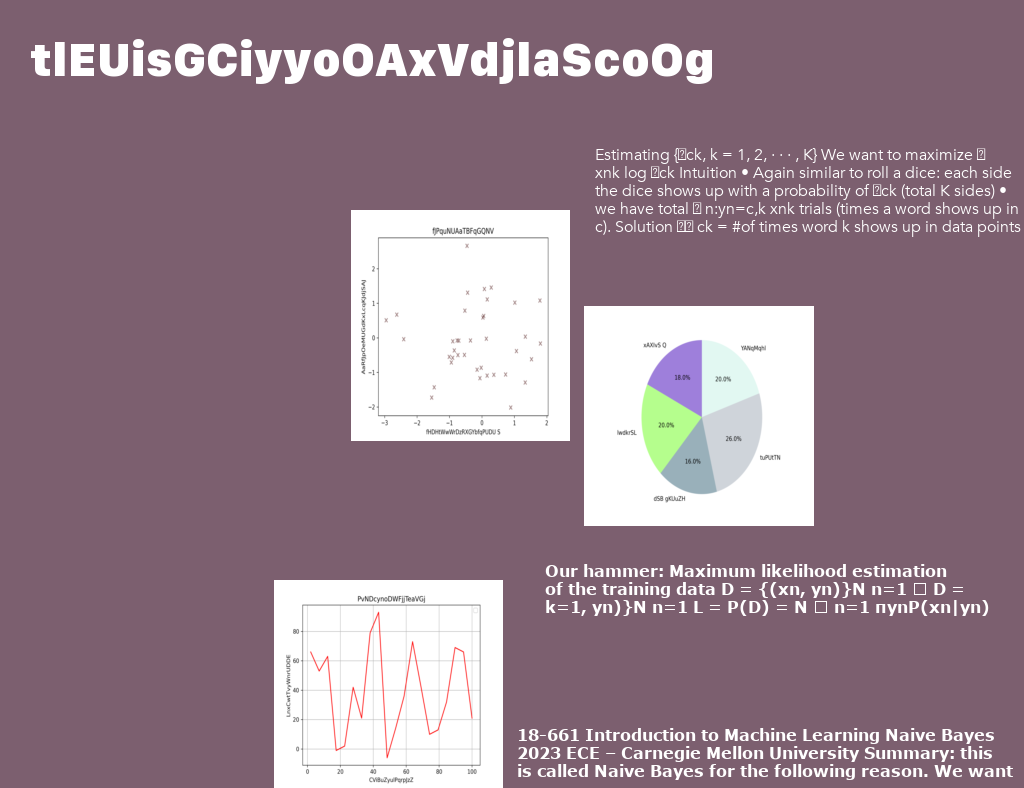 tlEUisGCiyyoOAxVdjlaScoOg
Estimating {ck, k = 1, 2, · · · , K} We want to maximize
xnk log ck Intuition • Again similar to roll a dice: each side
the dice shows up with a probability of ck (total K sides) •
we have total n:yn=c,k xnk trials (times a word shows up in
c). Solution ck = #of times word k shows up in data points
fJPquNUAaTBFqGQNV
2
1
0
−1
−2
−3 −2 −1 0 1 2
xAXIvS Q
YANqMqhI
18.0%
20.0%
lwdkrSL
20.0%
26.0%
16.0%
tuPUtTN
dSB gKUuZH
Our hammer: Maximum likelihood estimation
of the training data D = {(xn, yn)}N n=1 D =
k=1, yn)}N n=1 L = P(D) = N n=1 πynP(xn|yn)
PvNDcynoDWFjjTeaVGj
80
60
40
20
0
0 20 40 60 80 100
CViBuZyulPqrpJzZ
18-661 Introduction to Machine Learning Naive Bayes
2023 ECE – Carnegie Mellon University Summary: this
is called Naive Bayes for the following reason. We want